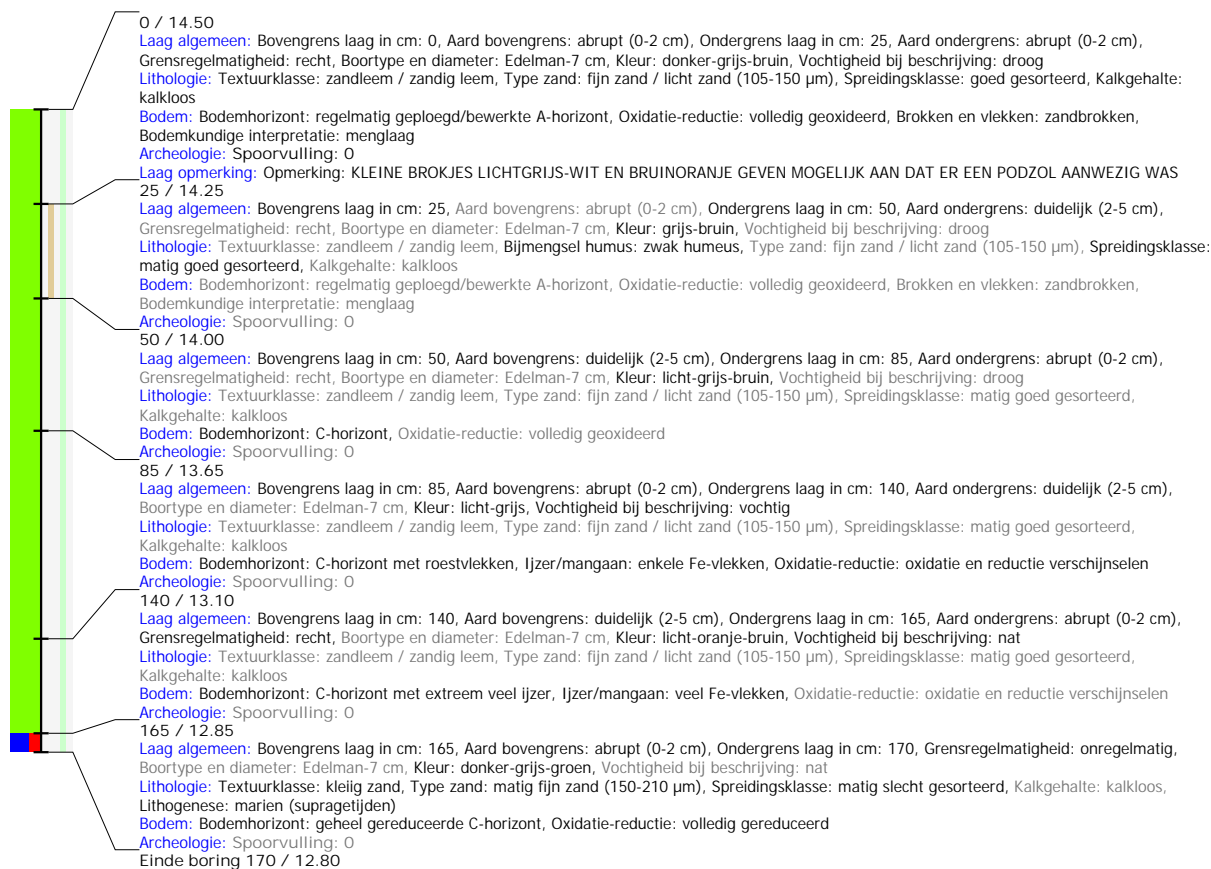 0 / 14.50
Laag algemeen: Bovengrens laag in cm: 0, Aard bovengrens: abrupt (0-2 cm), Ondergrens laag in cm: 25, Aard ondergrens: abrupt (0-2 cm),
Grensregelmatigheid: recht, Boortype en diameter: Edelman-7 cm, Kleur: donker-grijs-bruin, Vochtigheid bij beschrijving: droog
Lithologie: Textuurklasse: zandleem / zandig leem, Type zand: fijn zand / licht zand (105-150 µm), Spreidingsklasse: goed gesorteerd, Kalkgehalte:
kalkloos
Bodem: Bodemhorizont: regelmatig geploegd/bewerkte A-horizont, Oxidatie-reductie: volledig geoxideerd, Brokken en vlekken: zandbrokken,
Bodemkundige interpretatie: menglaag
Archeologie: Spoorvulling: 0
Laag opmerking: Opmerking: KLEINE BROKJES LICHTGRIJS-WIT EN BRUINORANJE GEVEN MOGELIJK AAN DAT ER EEN PODZOL AANWEZIG WAS
25 / 14.25
Laag algemeen: Bovengrens laag in cm: 25, Aard bovengrens: abrupt (0-2 cm), Ondergrens laag in cm: 50, Aard ondergrens: duidelijk (2-5 cm),
Grensregelmatigheid: recht, Boortype en diameter: Edelman-7 cm, Kleur: grijs-bruin, Vochtigheid bij beschrijving: droog
Lithologie: Textuurklasse: zandleem / zandig leem, Bijmengsel humus: zwak humeus, Type zand: fijn zand / licht zand (105-150 µm), Spreidingsklasse:
matig goed gesorteerd, Kalkgehalte: kalkloos
Bodem: Bodemhorizont: regelmatig geploegd/bewerkte A-horizont, Oxidatie-reductie: volledig geoxideerd, Brokken en vlekken: zandbrokken,
Bodemkundige interpretatie: menglaag
Archeologie: Spoorvulling: 0
50 / 14.00
Laag algemeen: Bovengrens laag in cm: 50, Aard bovengrens: duidelijk (2-5 cm), Ondergrens laag in cm: 85, Aard ondergrens: abrupt (0-2 cm),
Grensregelmatigheid: recht, Boortype en diameter: Edelman-7 cm, Kleur: licht-grijs-bruin, Vochtigheid bij beschrijving: droog
Lithologie: Textuurklasse: zandleem / zandig leem, Type zand: fijn zand / licht zand (105-150 µm), Spreidingsklasse: matig goed gesorteerd,
Kalkgehalte: kalkloos
Bodem: Bodemhorizont: C-horizont, Oxidatie-reductie: volledig geoxideerd
Archeologie: Spoorvulling: 0
85 / 13.65
Laag algemeen: Bovengrens laag in cm: 85, Aard bovengrens: abrupt (0-2 cm), Ondergrens laag in cm: 140, Aard ondergrens: duidelijk (2-5 cm),
Boortype en diameter: Edelman-7 cm, Kleur: licht-grijs, Vochtigheid bij beschrijving: vochtig
Lithologie: Textuurklasse: zandleem / zandig leem, Type zand: fijn zand / licht zand (105-150 µm), Spreidingsklasse: matig goed gesorteerd,
Kalkgehalte: kalkloos
Bodem: Bodemhorizont: C-horizont met roestvlekken, Ijzer/mangaan: enkele Fe-vlekken, Oxidatie-reductie: oxidatie en reductie verschijnselen
Archeologie: Spoorvulling: 0
140 / 13.10
Laag algemeen: Bovengrens laag in cm: 140, Aard bovengrens: duidelijk (2-5 cm), Ondergrens laag in cm: 165, Aard ondergrens: abrupt (0-2 cm),
Grensregelmatigheid: recht, Boortype en diameter: Edelman-7 cm, Kleur: licht-oranje-bruin, Vochtigheid bij beschrijving: nat
Lithologie: Textuurklasse: zandleem / zandig leem, Type zand: fijn zand / licht zand (105-150 µm), Spreidingsklasse: matig goed gesorteerd,
Kalkgehalte: kalkloos
Bodem: Bodemhorizont: C-horizont met extreem veel ijzer, Ijzer/mangaan: veel Fe-vlekken, Oxidatie-reductie: oxidatie en reductie verschijnselen
Archeologie: Spoorvulling: 0
165 / 12.85
Laag algemeen: Bovengrens laag in cm: 165, Aard bovengrens: abrupt (0-2 cm), Ondergrens laag in cm: 170, Grensregelmatigheid: onregelmatig,
Boortype en diameter: Edelman-7 cm, Kleur: donker-grijs-groen, Vochtigheid bij beschrijving: nat
Lithologie: Textuurklasse: kleiig zand, Type zand: matig fijn zand (150-210 µm), Spreidingsklasse: matig slecht gesorteerd, Kalkgehalte: kalkloos,
Lithogenese: marien (supragetijden)
Bodem: Bodemhorizont: geheel gereduceerde C-horizont, Oxidatie-reductie: volledig gereduceerd
Archeologie: Spoorvulling: 0
Einde boring 170 / 12.80